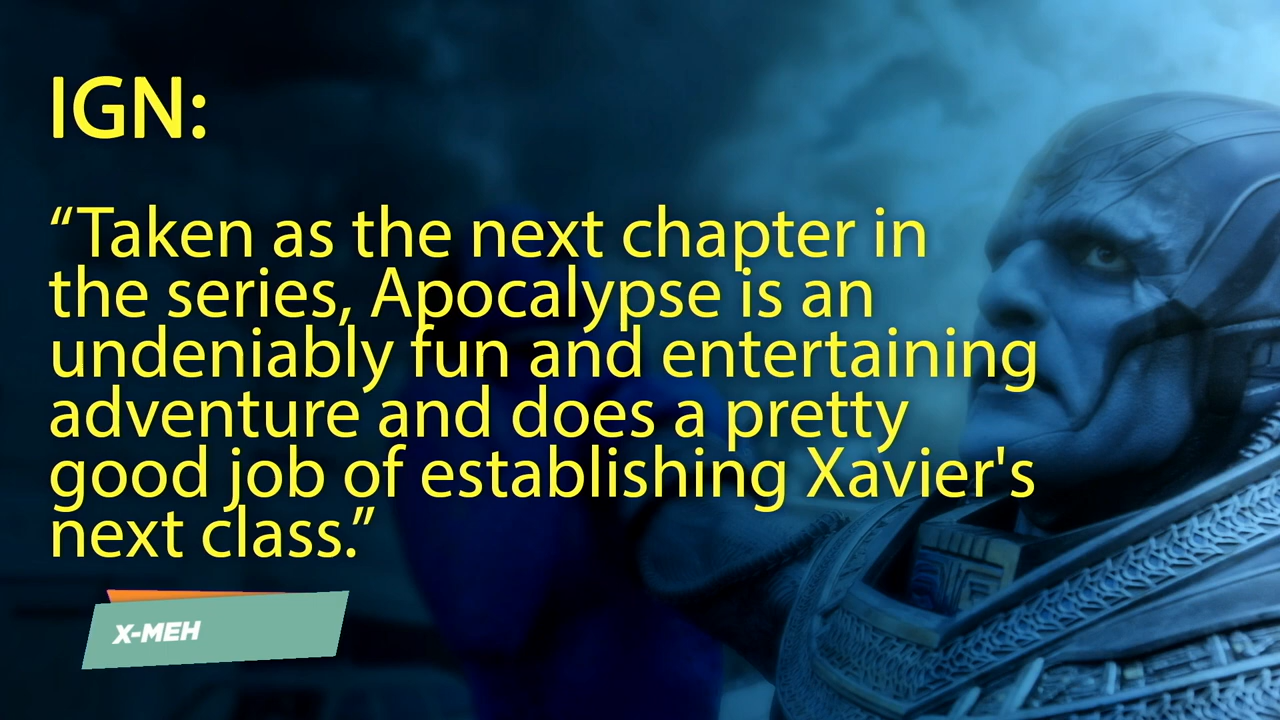 IGN:
“Taken as the next chapter in
the series, Apocalypse is an
undeniably fun and entertaining
adventure and does a pretty
good job of establishing Xavier's
next class.”
X-MEH